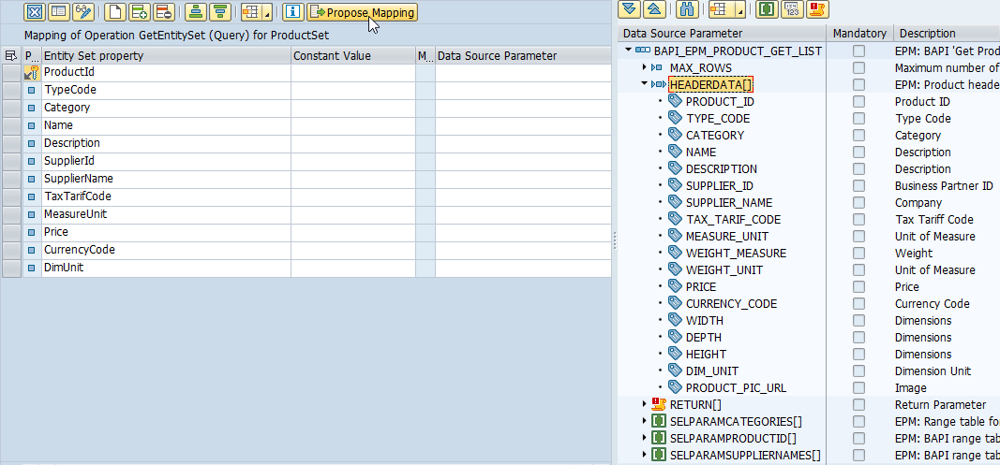 Propose Mapping
Mapping of Operation GetEntitySet (Query) for ProductSet
P... Entity Set property Constant Value M... Data Source Parameter
ProductId
TypeCode
Category
Name
Description
SupplierId
SupplierName
TaxTarifCode
MeasureUnit
Price
CurrencyCode
DimUnit
Data Source Parameter Mandatory Description
BAPI_EPM_PRODUCT_GET_LIST EPM: BAPI 'Get Prod
MAX_ROWS Maximum number of
HEADERDATA[] EPM: Product heade
PRODUCT_ID Product ID
TYPE_CODE Type Code
CATEGORY Category
NAME Description
DESCRIPTION Description
SUPPLIER_ID Business Partner ID
SUPPLIER_NAME Company
TAX_TARIF_CODE Tax Tariff Code
MEASURE_UNIT Unit of Measure
WEIGHT_MEASURE Weight
WEIGHT_UNIT Unit of Measure
PRICE Price
CURRENCY_CODE Currency Code
WIDTH Dimensions
DEPTH Dimensions
HEIGHT Dimensions
DIM_UNIT Dimension Unit
PRODUCT_PIC_URL Image
RETURN[] Return Parameter
SELPARAMCATEGORIES[] EPM: Range table fo
SELPARAMPRODUCTID[] EPM: BAPI range tab
SELPARAMSUPPLIERNAMES[] EPM: BAPI range tab